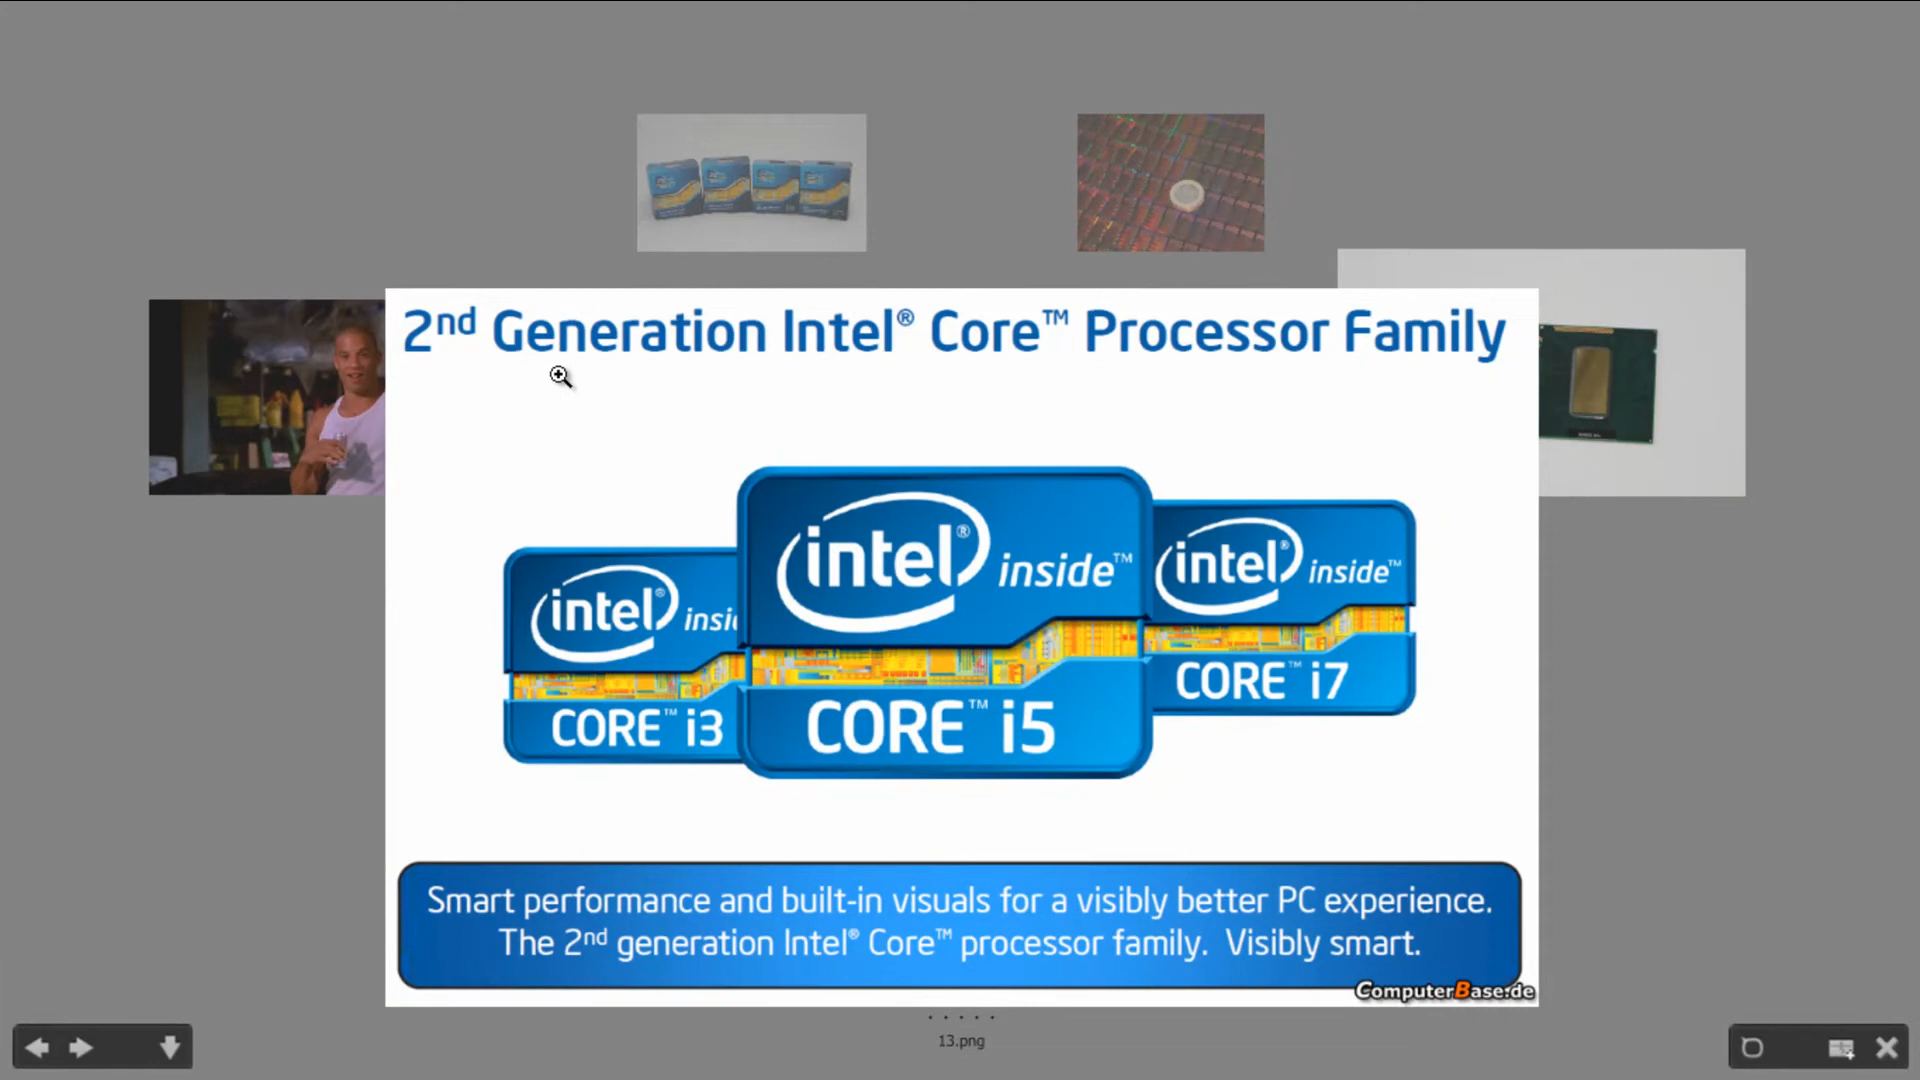 2nd Generation Intel® Core™ Processor Family
intel® insi
CORE™ i3
intel® inside™
CORE™ i5
intel® inside™
CORE™ i7
Smart performance and built-in visuals for a visibly better PC experience.
The 2nd generation Intel® Core™ processor family. Visibly smart.
ComputerBase.de
13.png